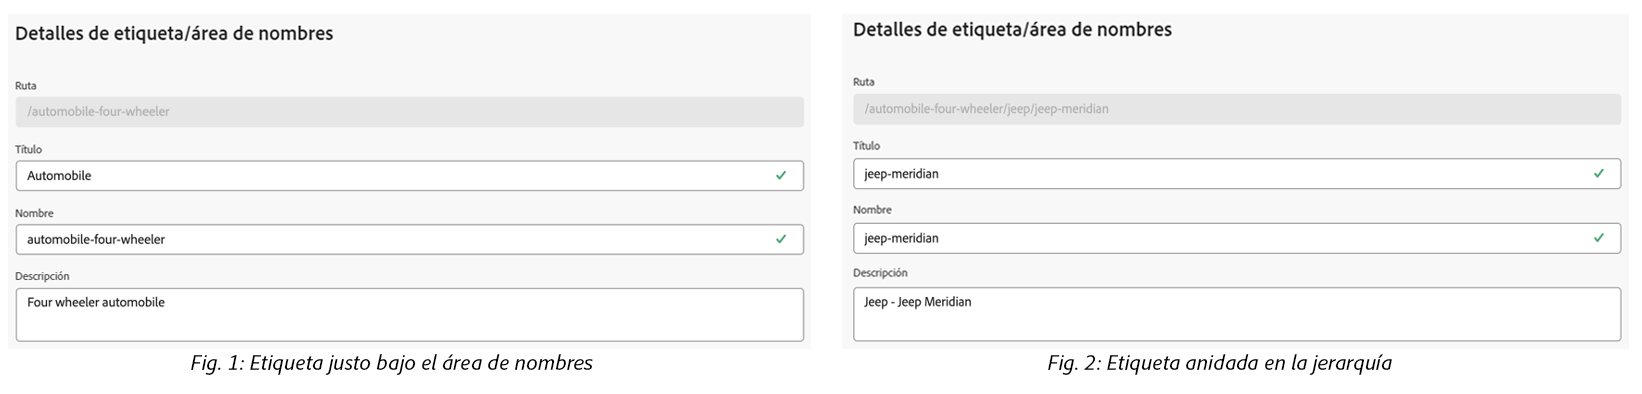 Detalles de etiqueta/área de nombres
Ruta
/automobile-four-wheeler
Título
Automobile
Nombre
automobile-four-wheeler
Descripción
Four wheeler automobile
Fig. 1: Etiqueta justo bajo el área de nombres
Detalles de etiqueta/área de nombres
Ruta
/automobile-four-wheeler/jeep/jeep-meridian
Título
jeep-meridian
Nombre
jeep-meridian
Descripción
Jeep - Jeep Meridian
Fig. 2: Etiqueta anidada en la jerarquía